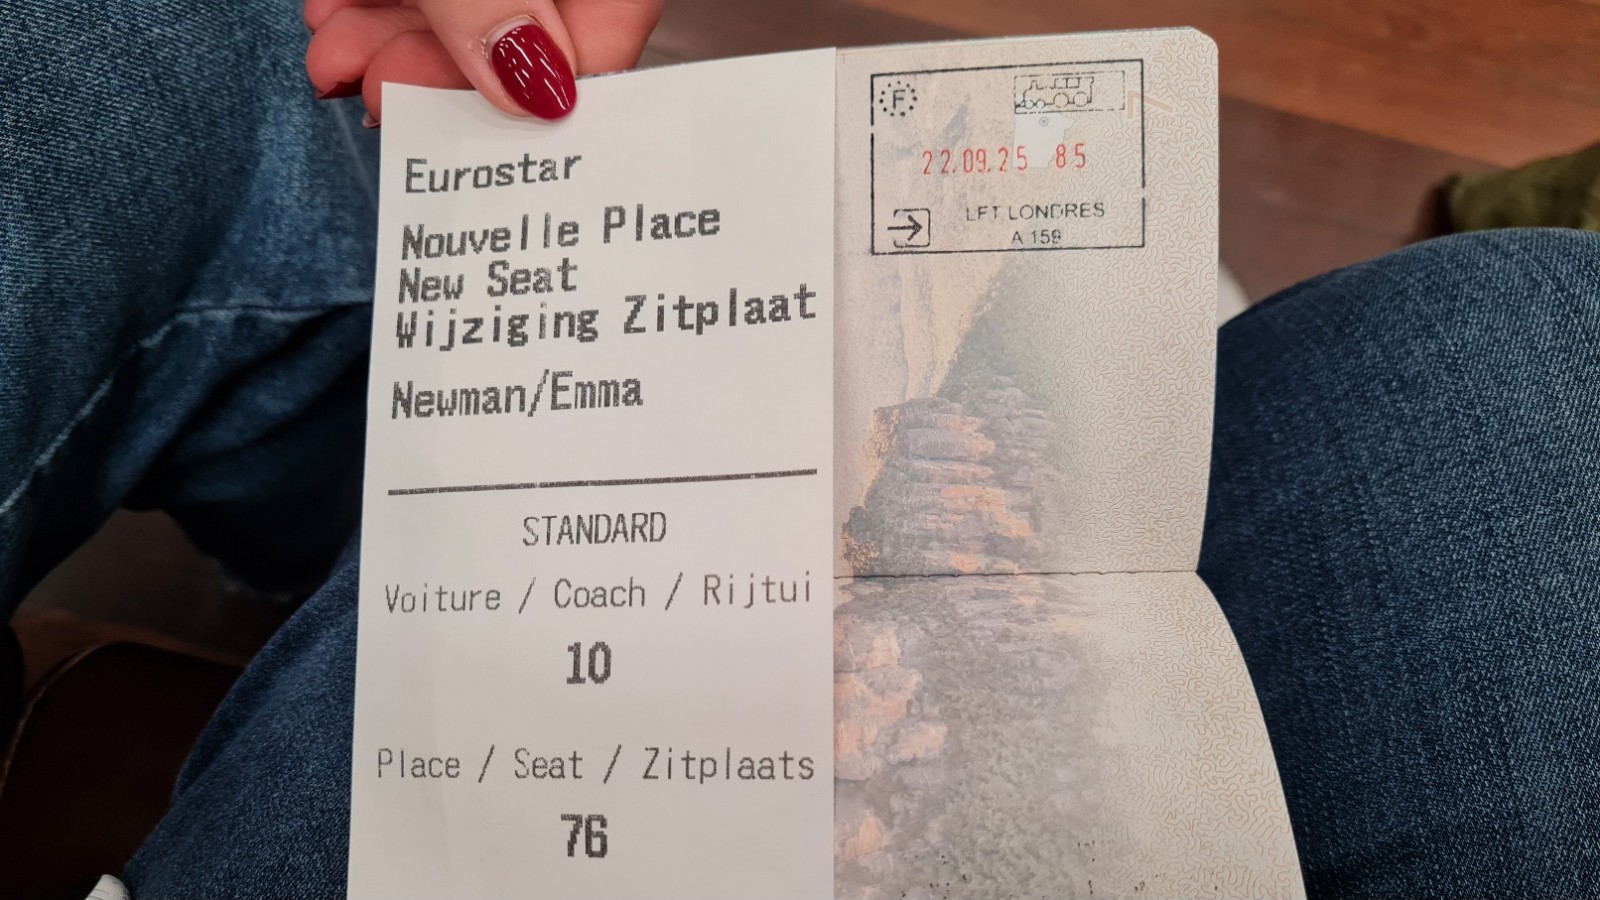 Eurostar
Nouvelle Place
New Seat
Wijziging Zitplaat
Newman/Emma
STANDARD
Voiture / Coach / Rijtui
10
Place / Seat / Zitplaats
76
F
22.09.25 85
LFT LONDRES
A 159